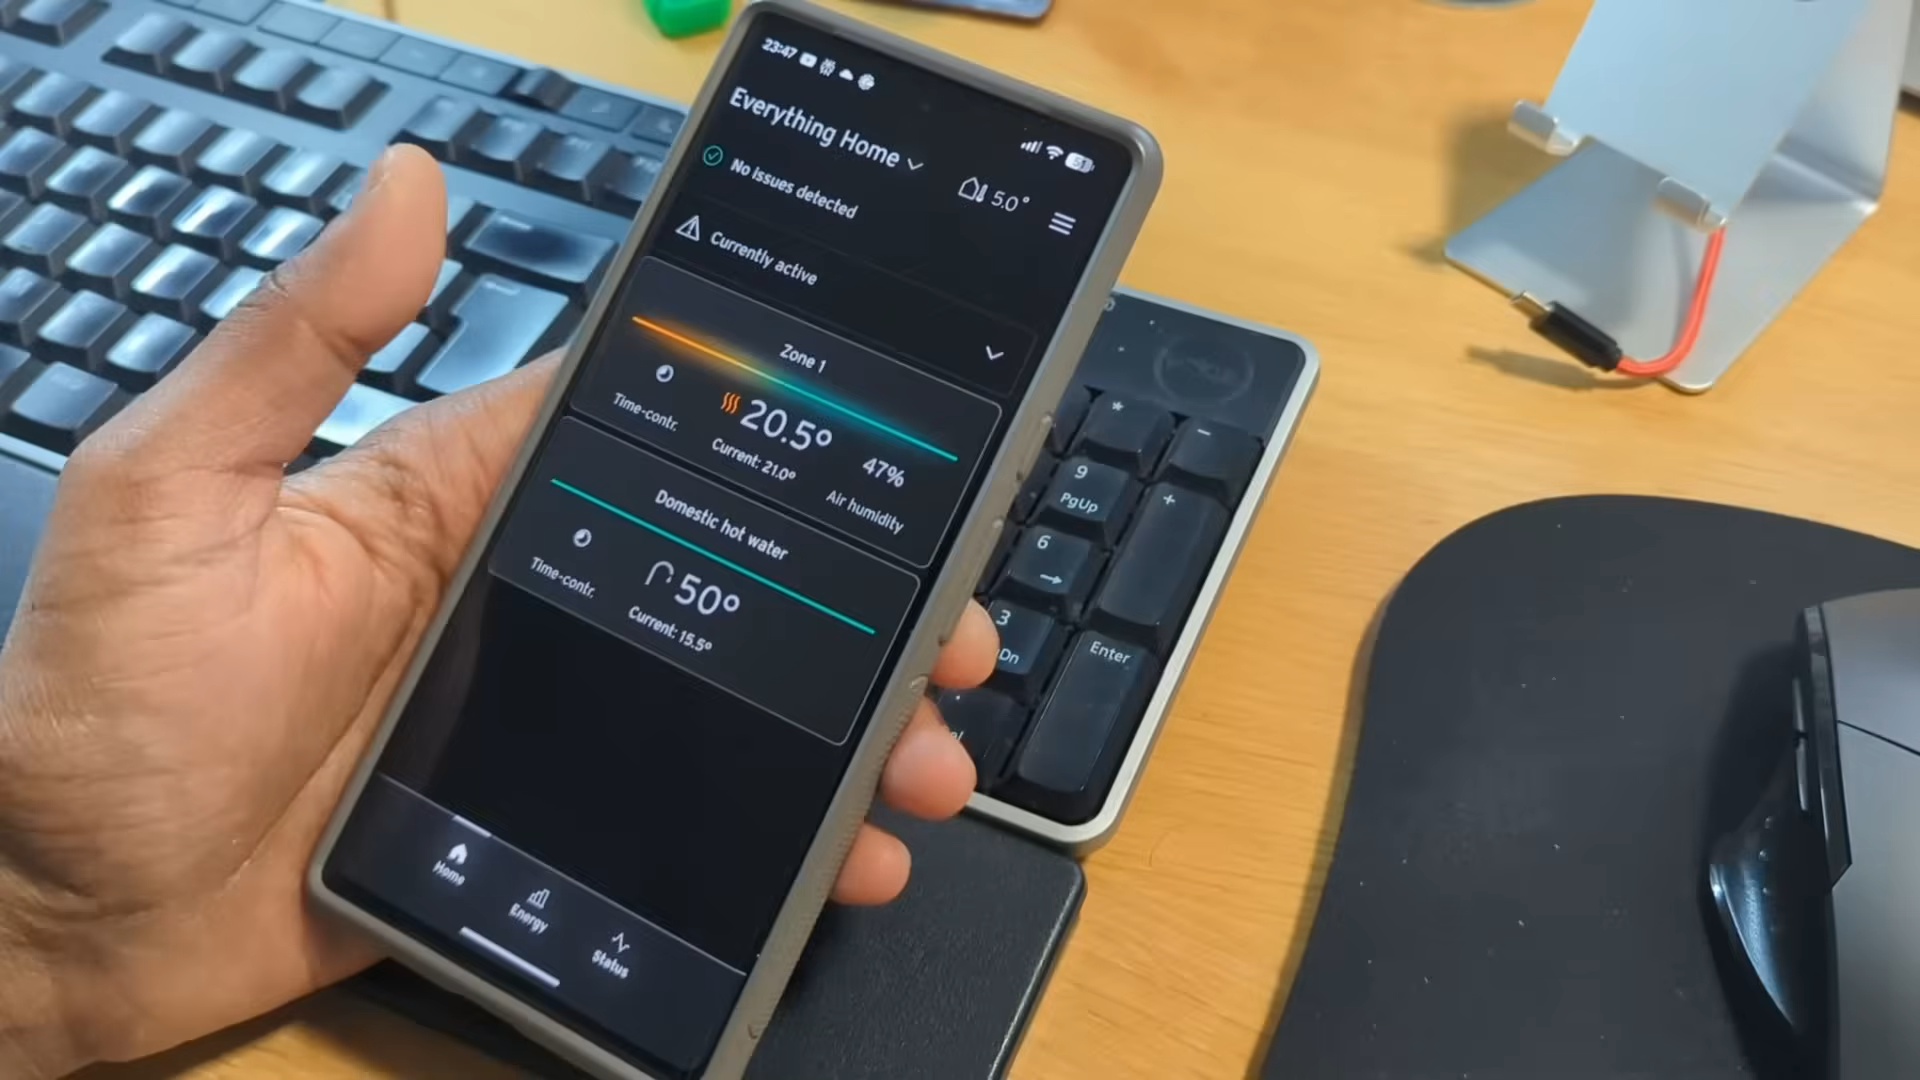 23:47
51
Everything Home
5.0°
No issues detected
Currently active
Zone 1
Time-contr.
20.5°
Current: 21.0°
47%
Air humidity
Domestic hot water
Time-contr.
50°
Current: 15.5°
Home
Energy
Status
*
-
9
PgUp
+
6
→
3
Dn
Enter